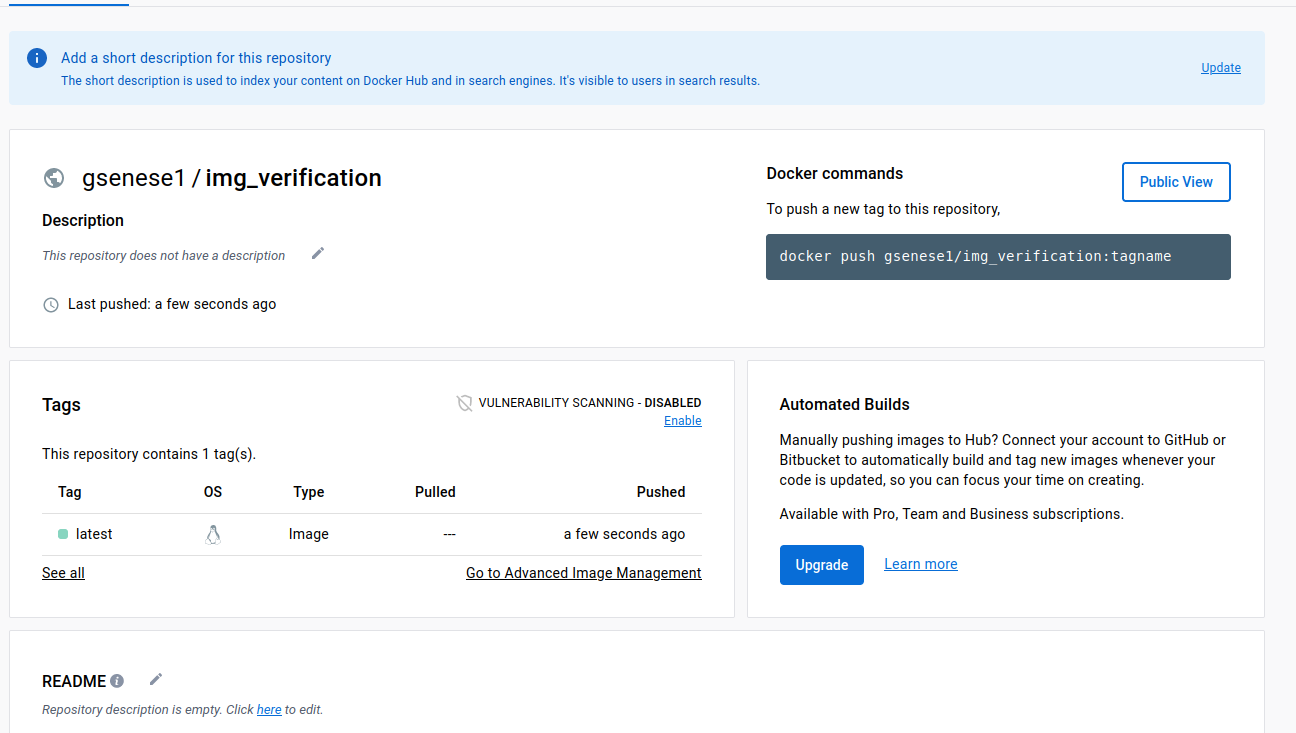 Add a short description for this repository
The short description is used to index your content on Docker Hub and in search engines. It's visible to users in search results.
Update
gsenese1 / img_verification
Description
This repository does not have a description
Last pushed: a few seconds ago
Docker commands
Public View
To push a new tag to this repository,
docker push gsenese1/img_verification:tagname
Tags
VULNERABILITY SCANNING - DISABLED
Enable
This repository contains 1 tag(s).
Tag OS Type Pulled Pushed
latest Image --- a few seconds ago
See all Go to Advanced Image Management
Automated Builds
Manually pushing images to Hub? Connect your account to GitHub or
Bitbucket to automatically build and tag new images whenever your
code is updated, so you can focus your time on creating.
Available with Pro, Team and Business subscriptions.
Upgrade Learn more
README
Repository description is empty. Click here to edit.